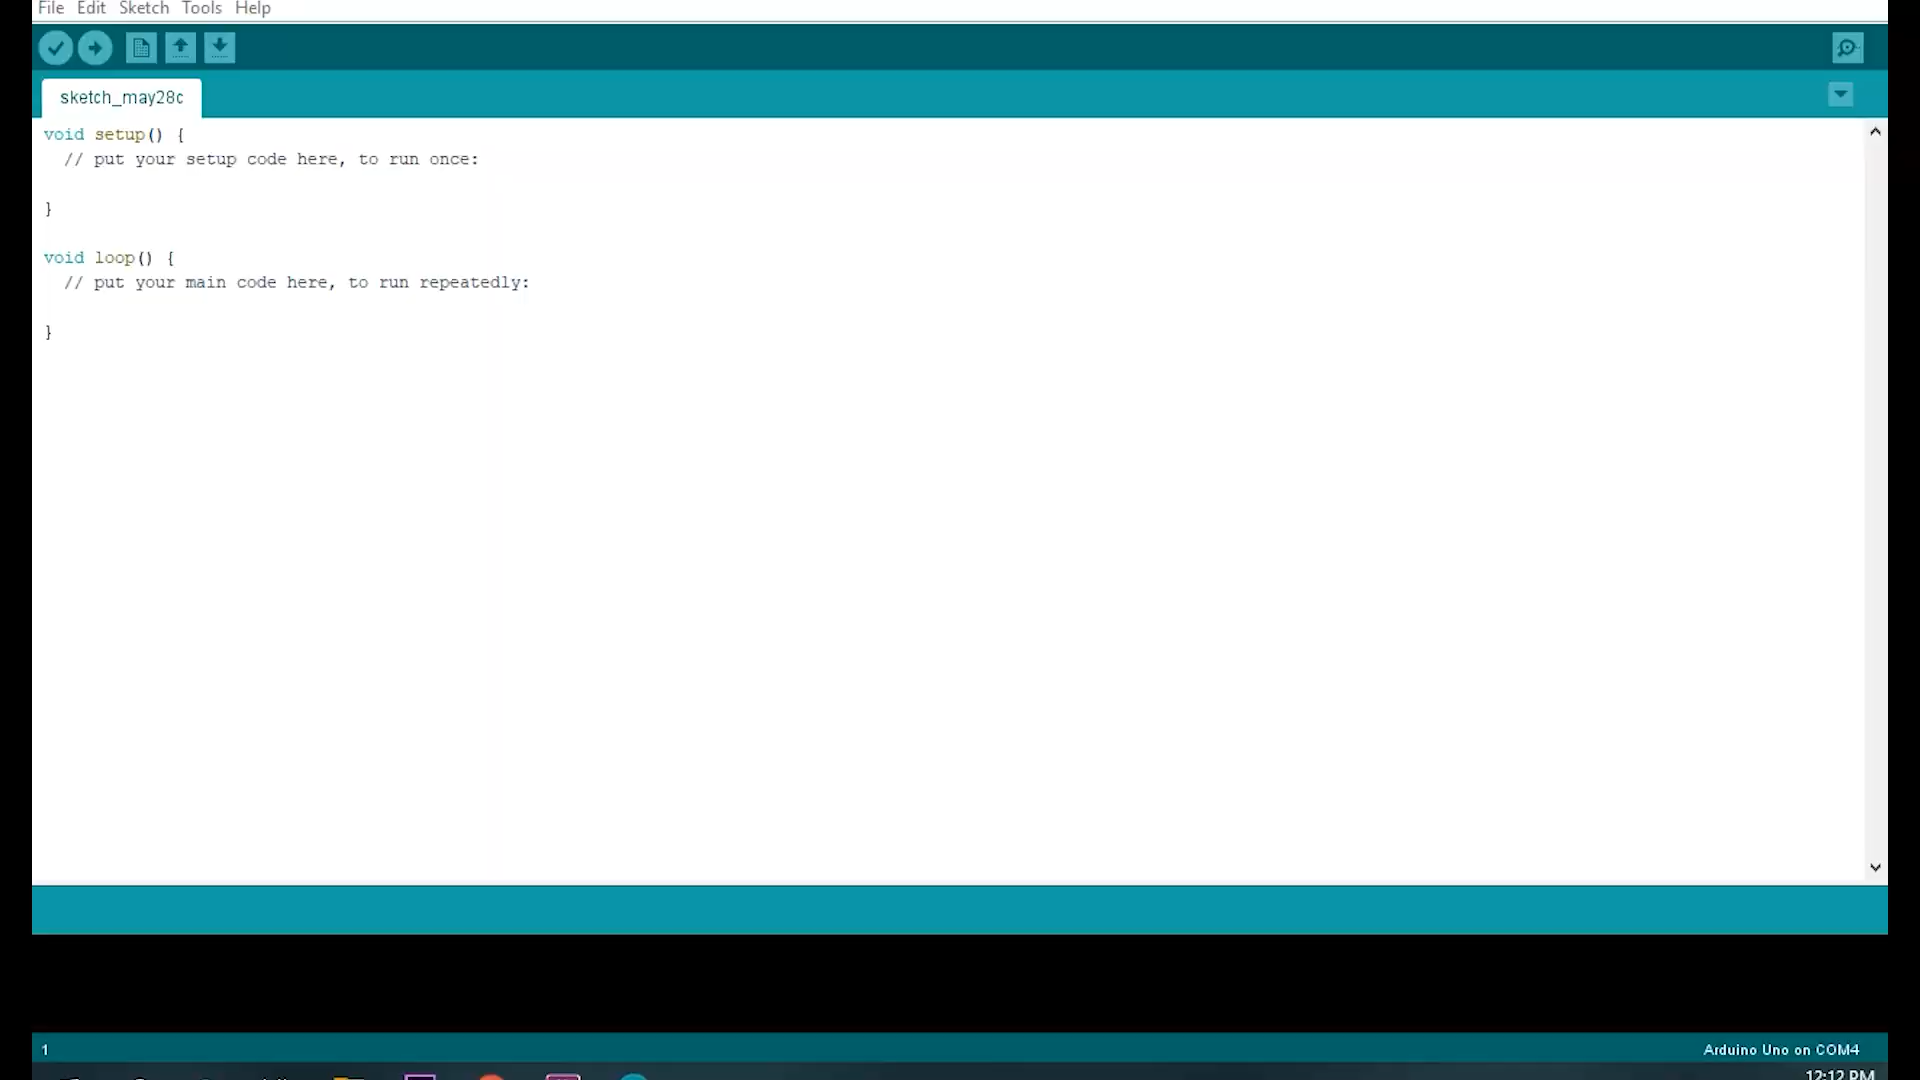 File Edit Sketch Tools Help
sketch_may28c
void setup() {
  // put your setup code here, to run once:
}
void loop() {
  // put your main code here, to run repeatedly:
}
1
Arduino Uno on COM4
12:12 PM